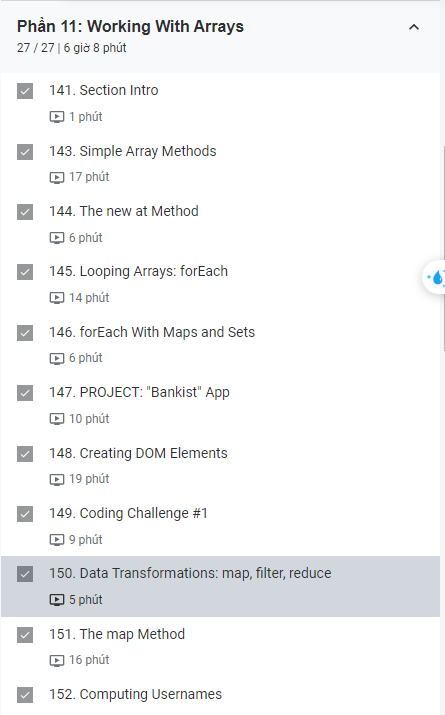 Phần 11: Working With Arrays
27 / 27 | 6 giờ 8 phút
141. Section Intro
1 phút
143. Simple Array Methods
17 phút
144. The new at Method
6 phút
145. Looping Arrays: forEach
14 phút
146. forEach With Maps and Sets
6 phút
147. PROJECT: "Bankist" App
10 phút
148. Creating DOM Elements
19 phút
149. Coding Challenge #1
9 phút
150. Data Transformations: map, filter, reduce
5 phút
151. The map Method
16 phút
152. Computing Usernames